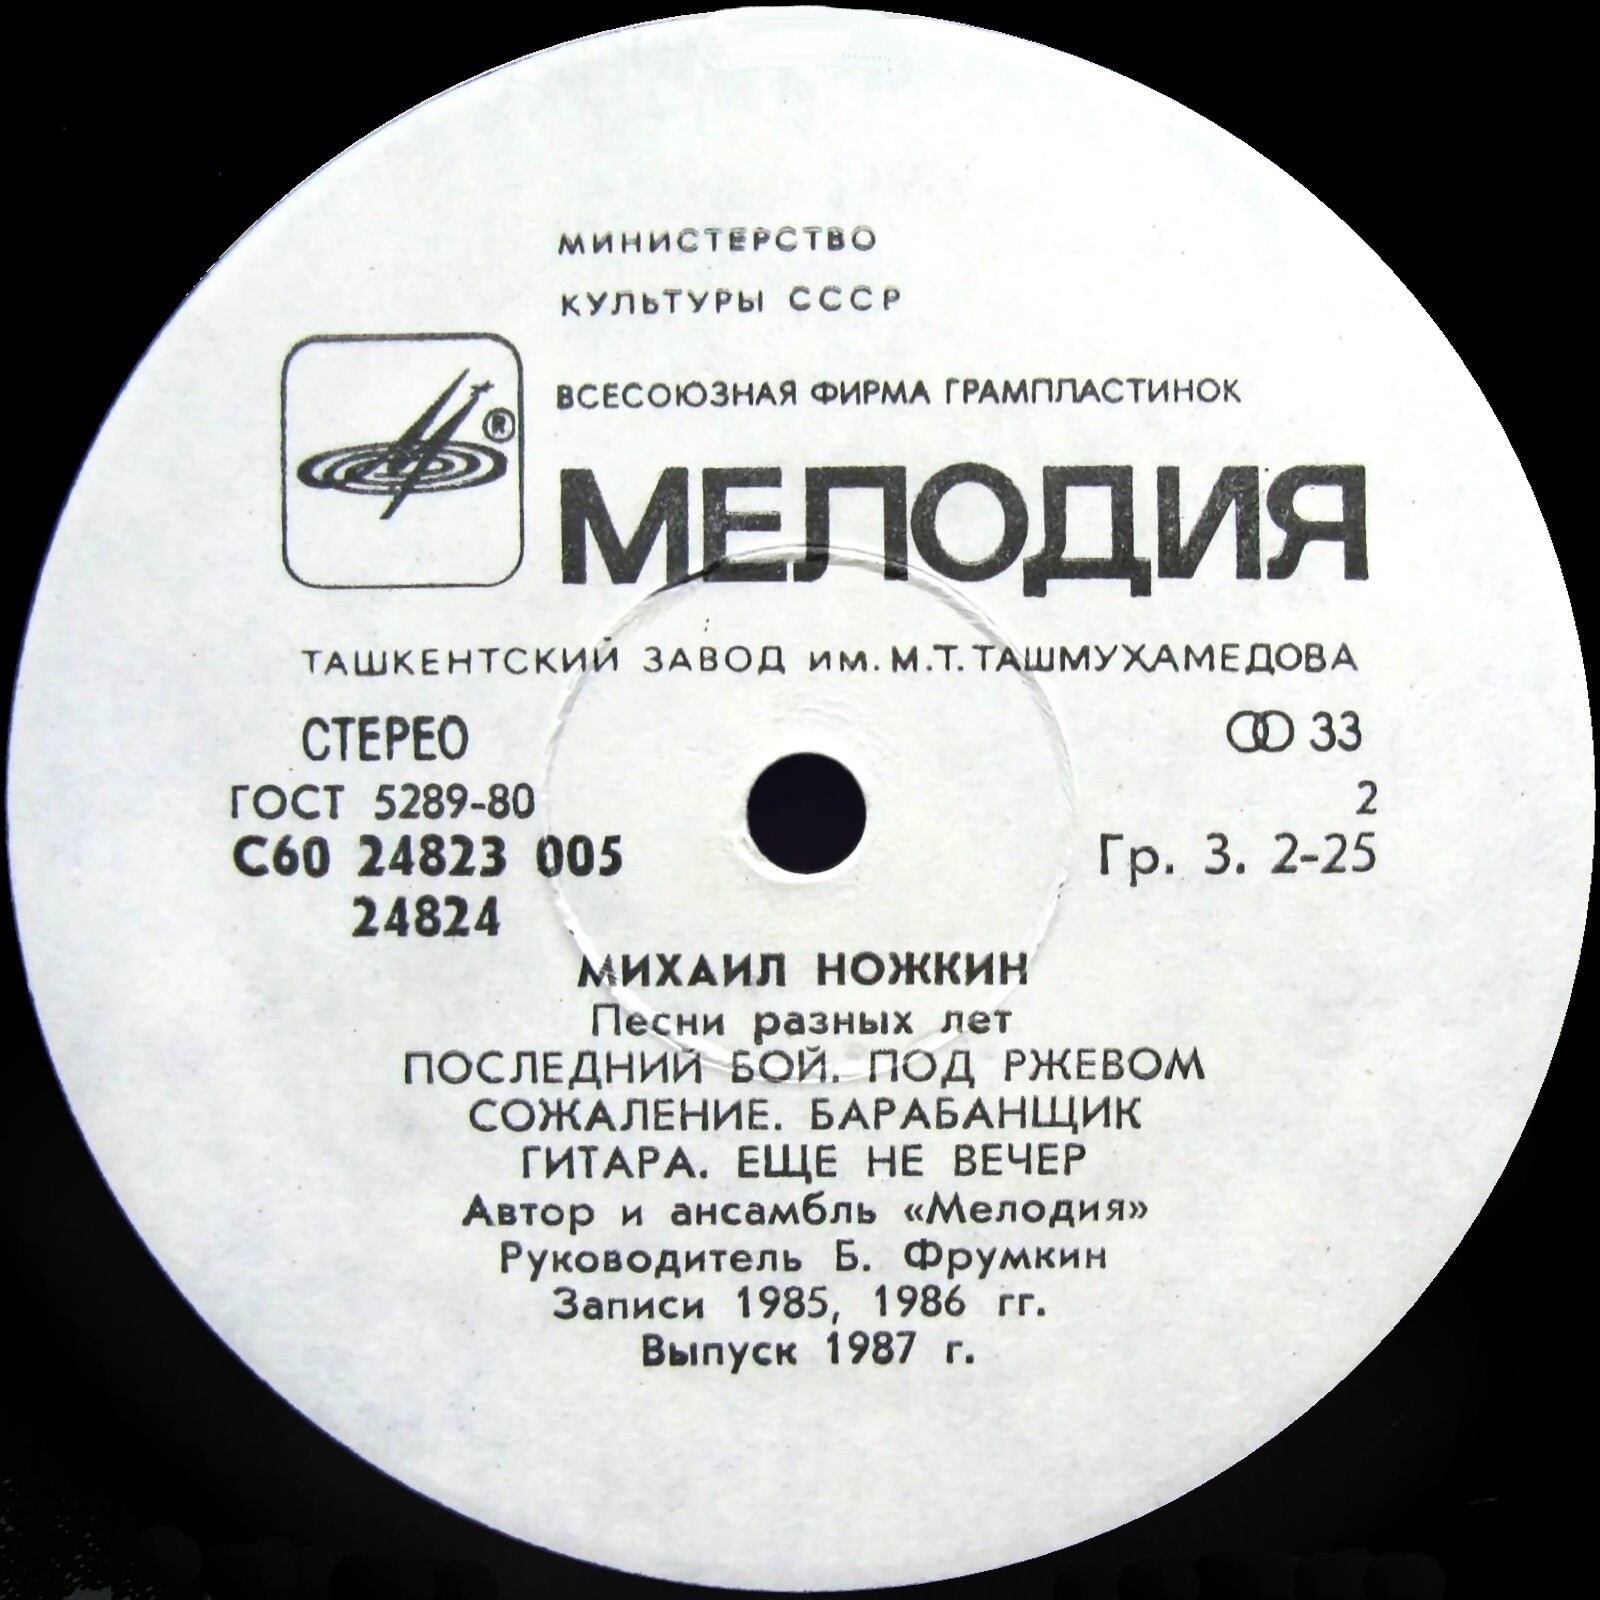 МИНИСТЕРСТВО
КУЛЬТУРЫ СССР
ВСЕСОЮЗНАЯ ФИРМА ГРАМПЛАСТИНОК
®
МЕЛОДИЯ
ТАШКЕНТСКИЙ ЗАВОД ИМ. М.Т. ТАШМУХАМЕДОВА
СТЕРЕО 33
ГОСТ 5289-80 2
С60 24823 005 Гр. 3. 2-25
24824
МИХАИЛ НОЖКИН
Песни разных лет
ПОСЛЕДНИЙ БОЙ. ПОД РЖЕВОМ
СОЖАЛЕНИЕ. БАРАБАНЩИК
ГИТАРА. ЕЩЕ НЕ ВЕЧЕР
Автор и ансамбль «Мелодия»
Руководитель Б. Фрумкин
Записи 1985, 1986 гг.
Выпуск 1987 г.